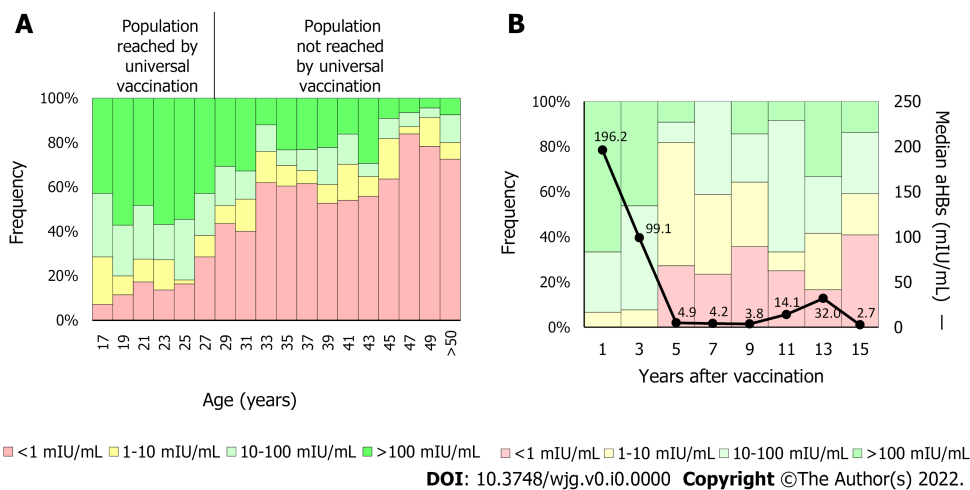 A
Population
reached by
universal
vaccination
Population
not reached
by universal
vaccination
100%
80%
60%
40%
20%
0%
Frequency
17 19 21 23 25 27 29 31 33 35 37 39 41 43 45 47 49 >50
Age (years)
<1 mIU/mL 1-10 mIU/mL 10-100 mIU/mL >100 mIU/mL
B
100%
80%
60%
40%
20%
0%
Frequency
196.2
99.1
4.9 4.2 3.8 14.1 32.0 2.7
250
200
150
100
50
0
Median aHBs (mIU/mL) —
1 3 5 7 9 11 13 15
Years after vaccination
<1 mIU/mL 1-10 mIU/mL 10-100 mIU/mL >100 mIU/mL
DOI: 10.3748/wjg.v0.i0.0000 Copyright ©The Author(s) 2022.